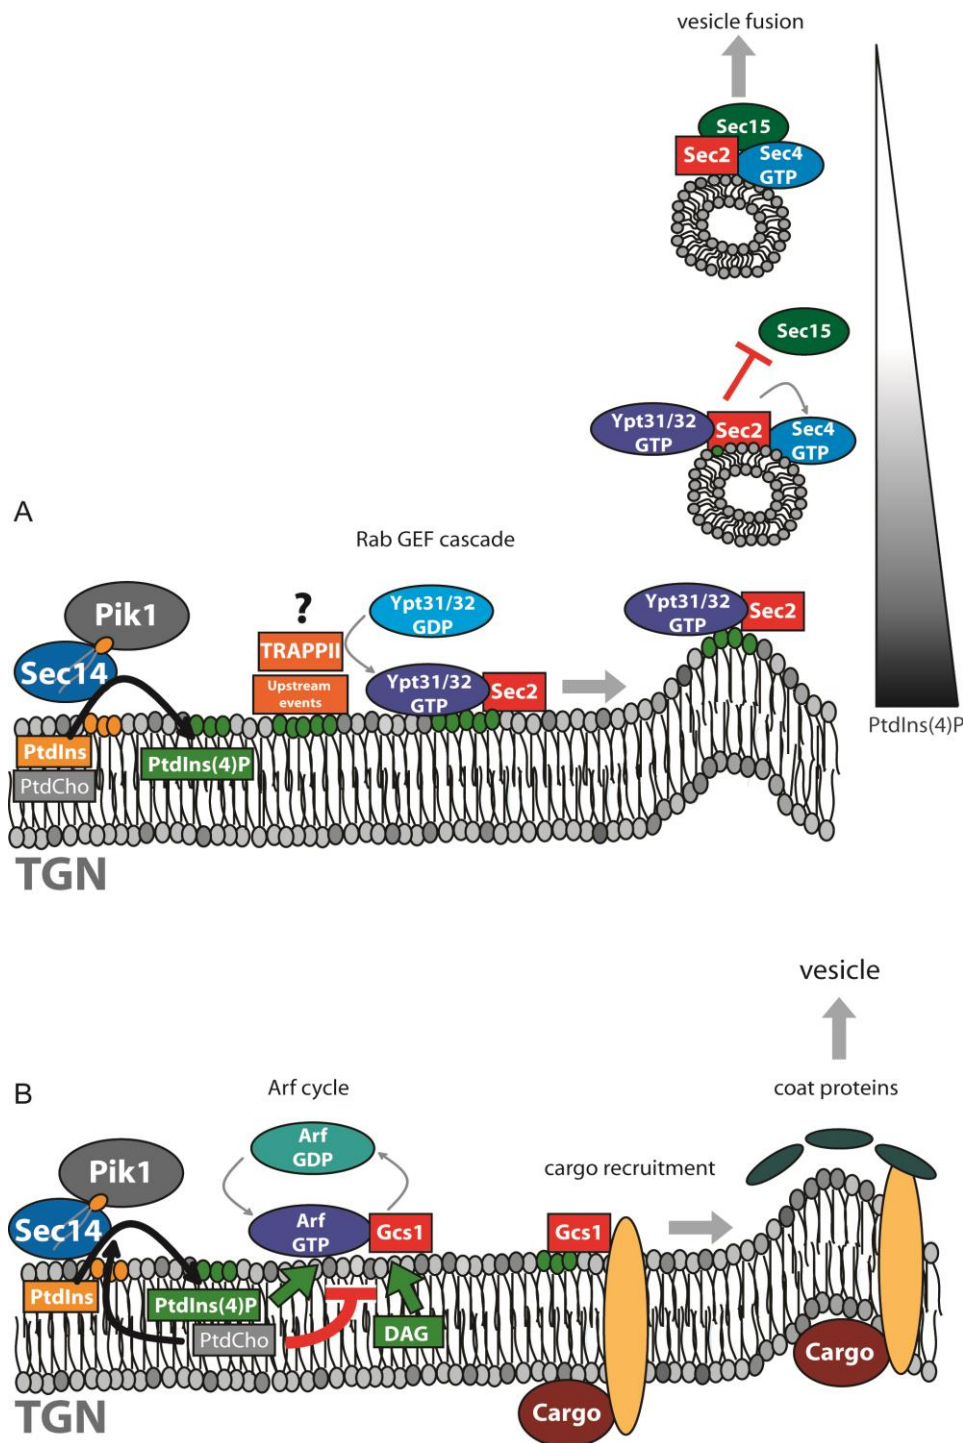 vesicle fusion
Sec15
Sec2
Sec4
GTP
Sec15
Ypt31/32
GTP
Sec2
Sec4
GTP
A
Rab GEF cascade
Pik1
Sec14
?
TRAPPII
Upstream
events
Ypt31/32
GDP
Ypt31/32
GTP
Sec2
Ypt31/32
GTP
Sec2
PtdIns(4)P
PtdIns
PtdCho
PtdIns(4)P
TGN
vesicle
B
Arf cycle
coat proteins
Pik1
Sec14
Arf
GDP
Arf
GTP
Gcs1
cargo recruitment
Gcs1
PtdIns
PtdIns(4)P
PtdCho
DAG
Cargo
Cargo
TGN